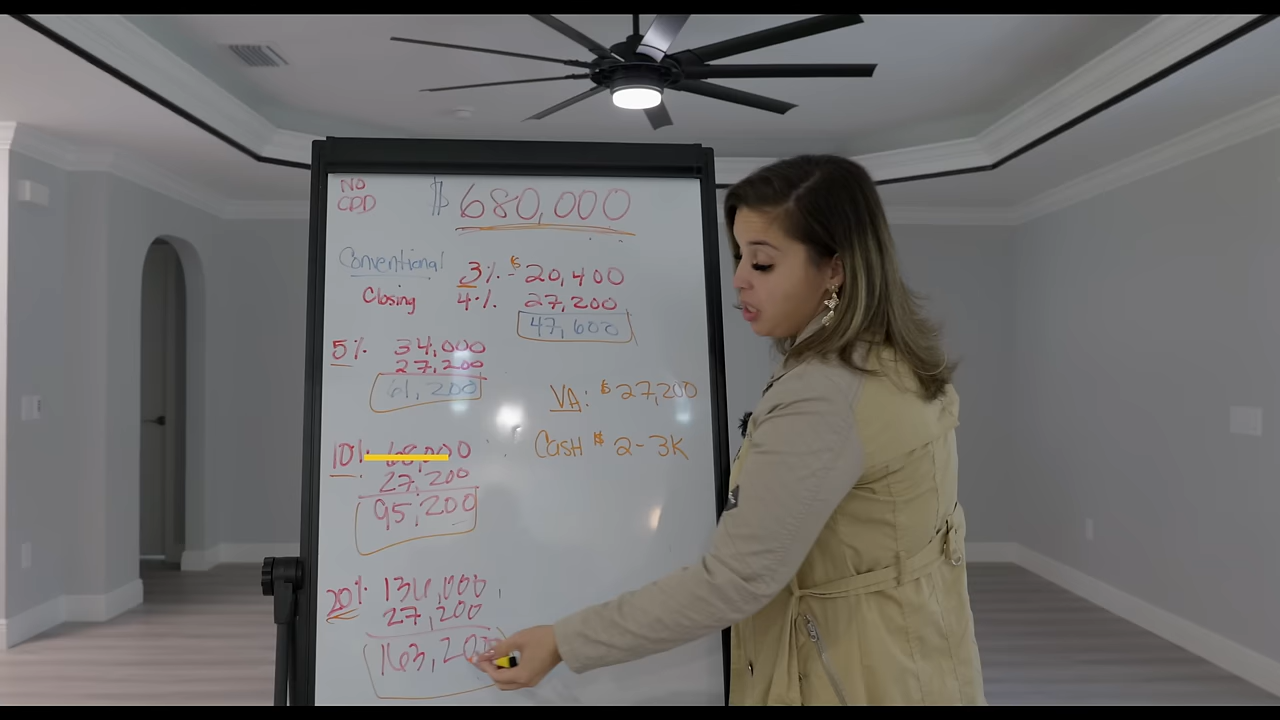 NO
CDD
$ 680,000
Conventional
3% - $ 20,400
Closing 4% 27,200
47,600
5% 34,000
27,200
61,200
VA: $27,200
Cash $ 2-3K
10% 68,000
27,200
95,200
20% 136,000
27,200
163,200